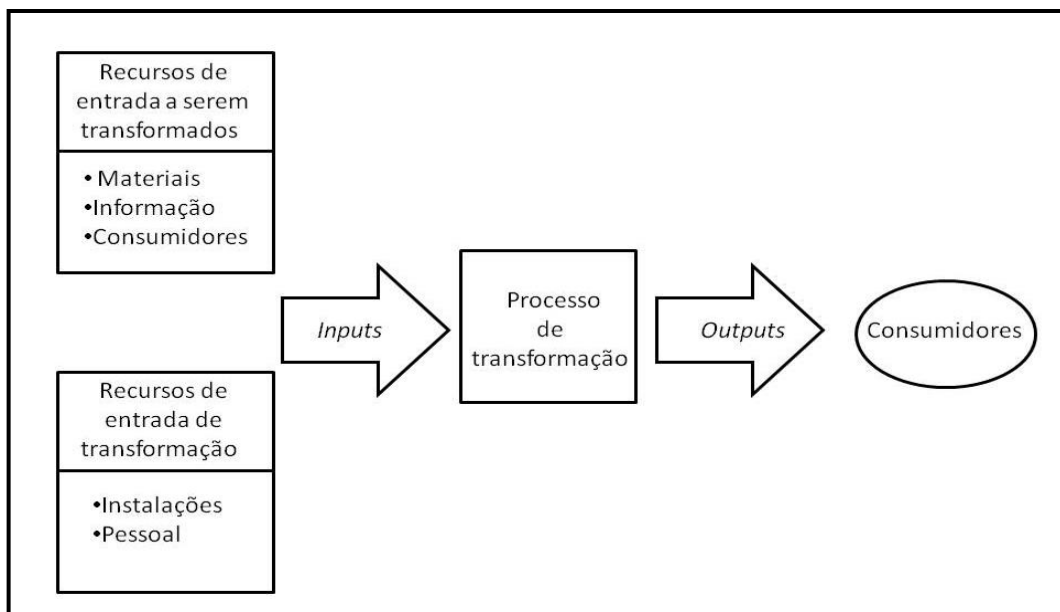 Recursos de
entrada a serem
transformados
• Materiais
•Informação
•Consumidores
Inputs
Processo
de
transformação
Outputs
Consumidores
Recursos de
entrada de
transformação
•Instalações
•Pessoal